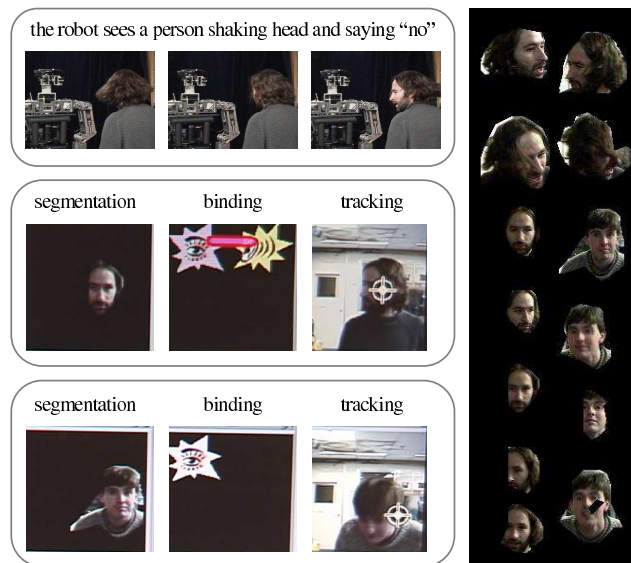 the robot sees a person shaking head and saying “no”
segmentation binding tracking
segmentation binding tracking